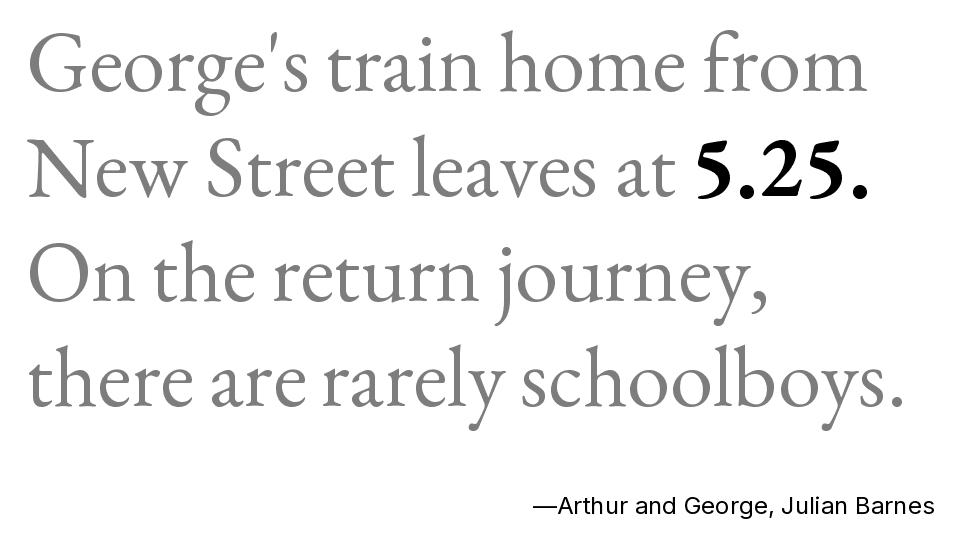 George's train home from
New Street leaves at 5.25.
On the return journey,
there are rarely schoolboys.
—Arthur and George, Julian Barnes